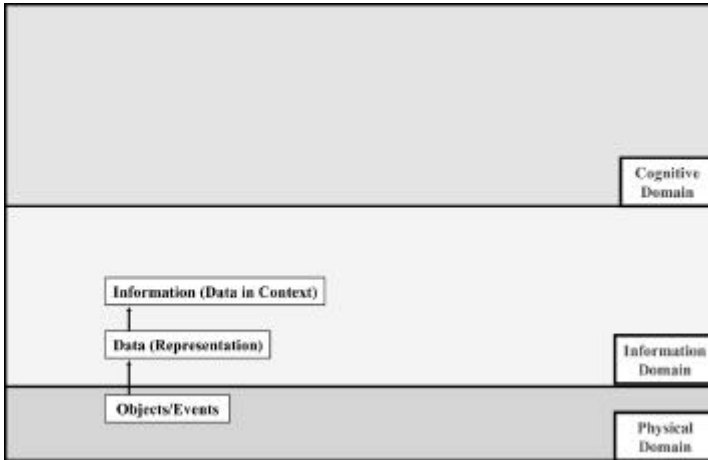 Cognitive
Domain
Information (Data in Context)
Data (Representation)
Information
Domain
Objects/Events
Physical
Domain